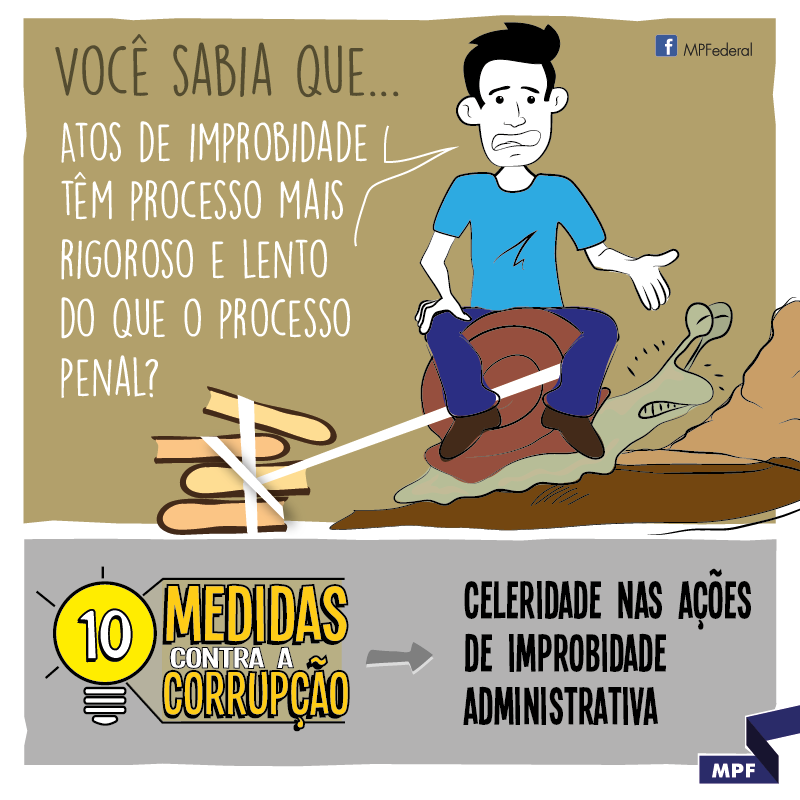 VOCÊ SABIA QUE...
f MPFederal
ATOS DE IMPROBIDADE
TÊM PROCESSO MAIS
RIGOROSO E LENTO
DO QUE O PROCESSO
PENAL?
10
MEDIDAS
CONTRA A
CORRUPÇÃO
CELERIDADE NAS AÇÕES
DE IMPROBIDADE
ADMINISTRATIVA
MPF